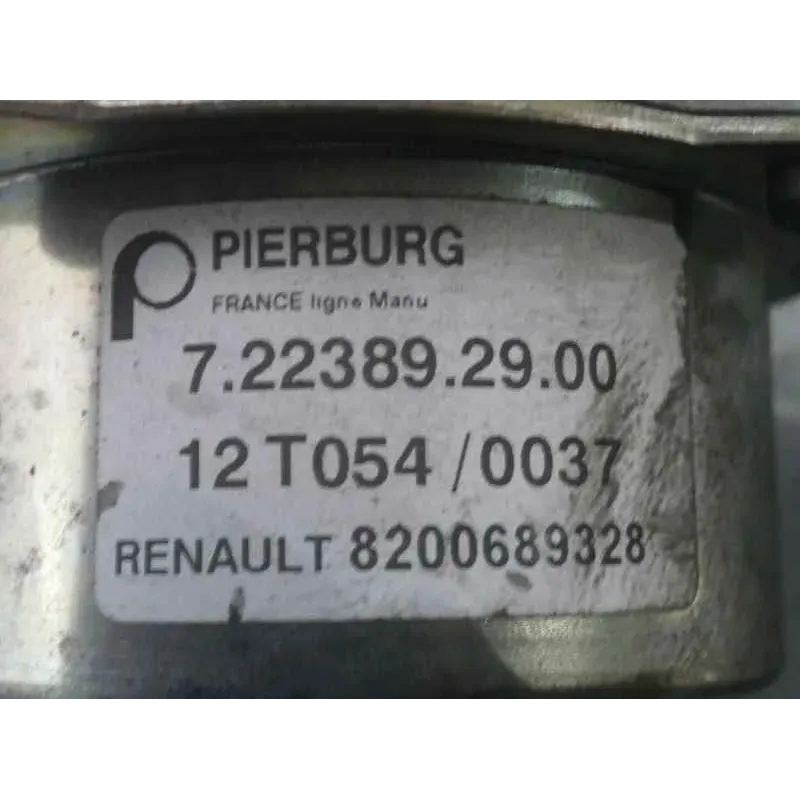 PIERBURG
FRANCE ligne Manu
7.22389.29.00
12 T054 / 0037
RENAULT 8200689328